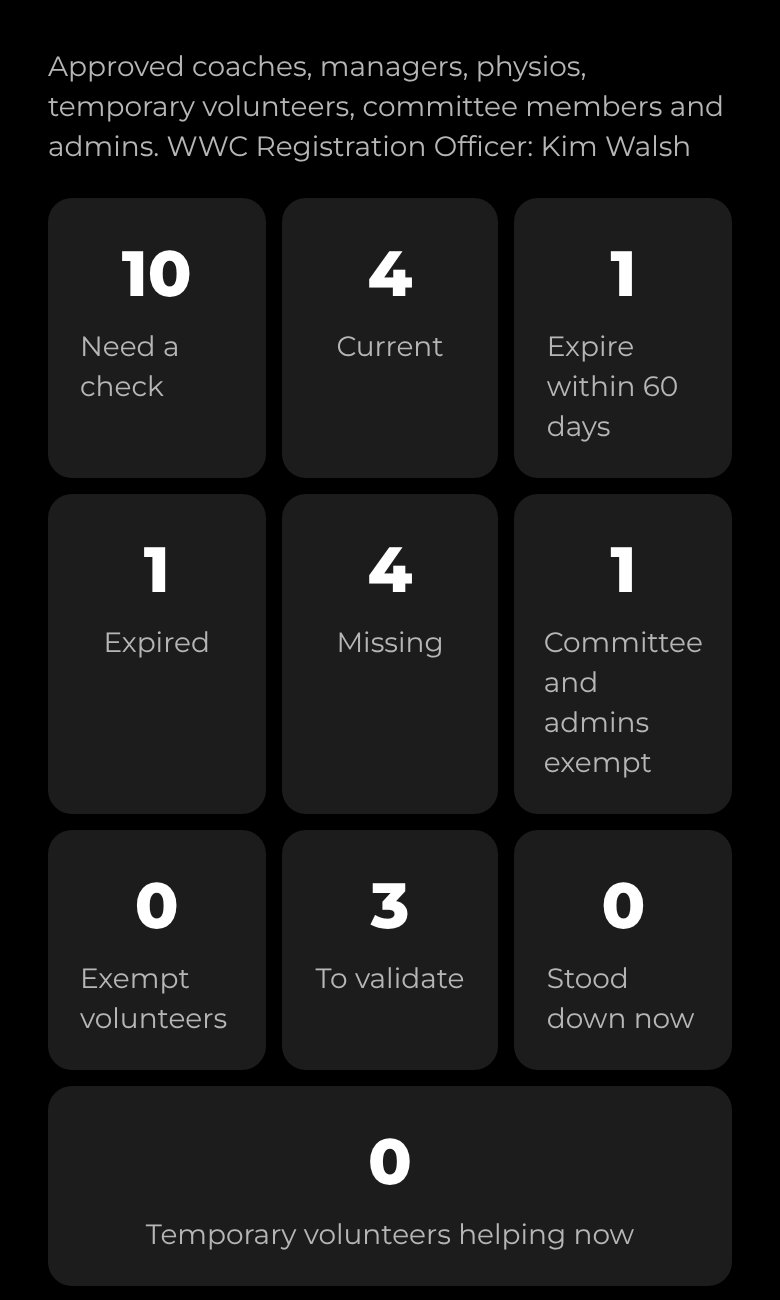 Approved coaches, managers, physios,
temporary volunteers, committee members and
admins. WWC Registration Officer: Kim Walsh
10
Need a
check
4
Current
1
Expire
within 60
days
1
Expired
4
Missing
1
Committee
and
admins
exempt
0
Exempt
volunteers
3
To validate
0
Stood
down now
0
Temporary volunteers helping now